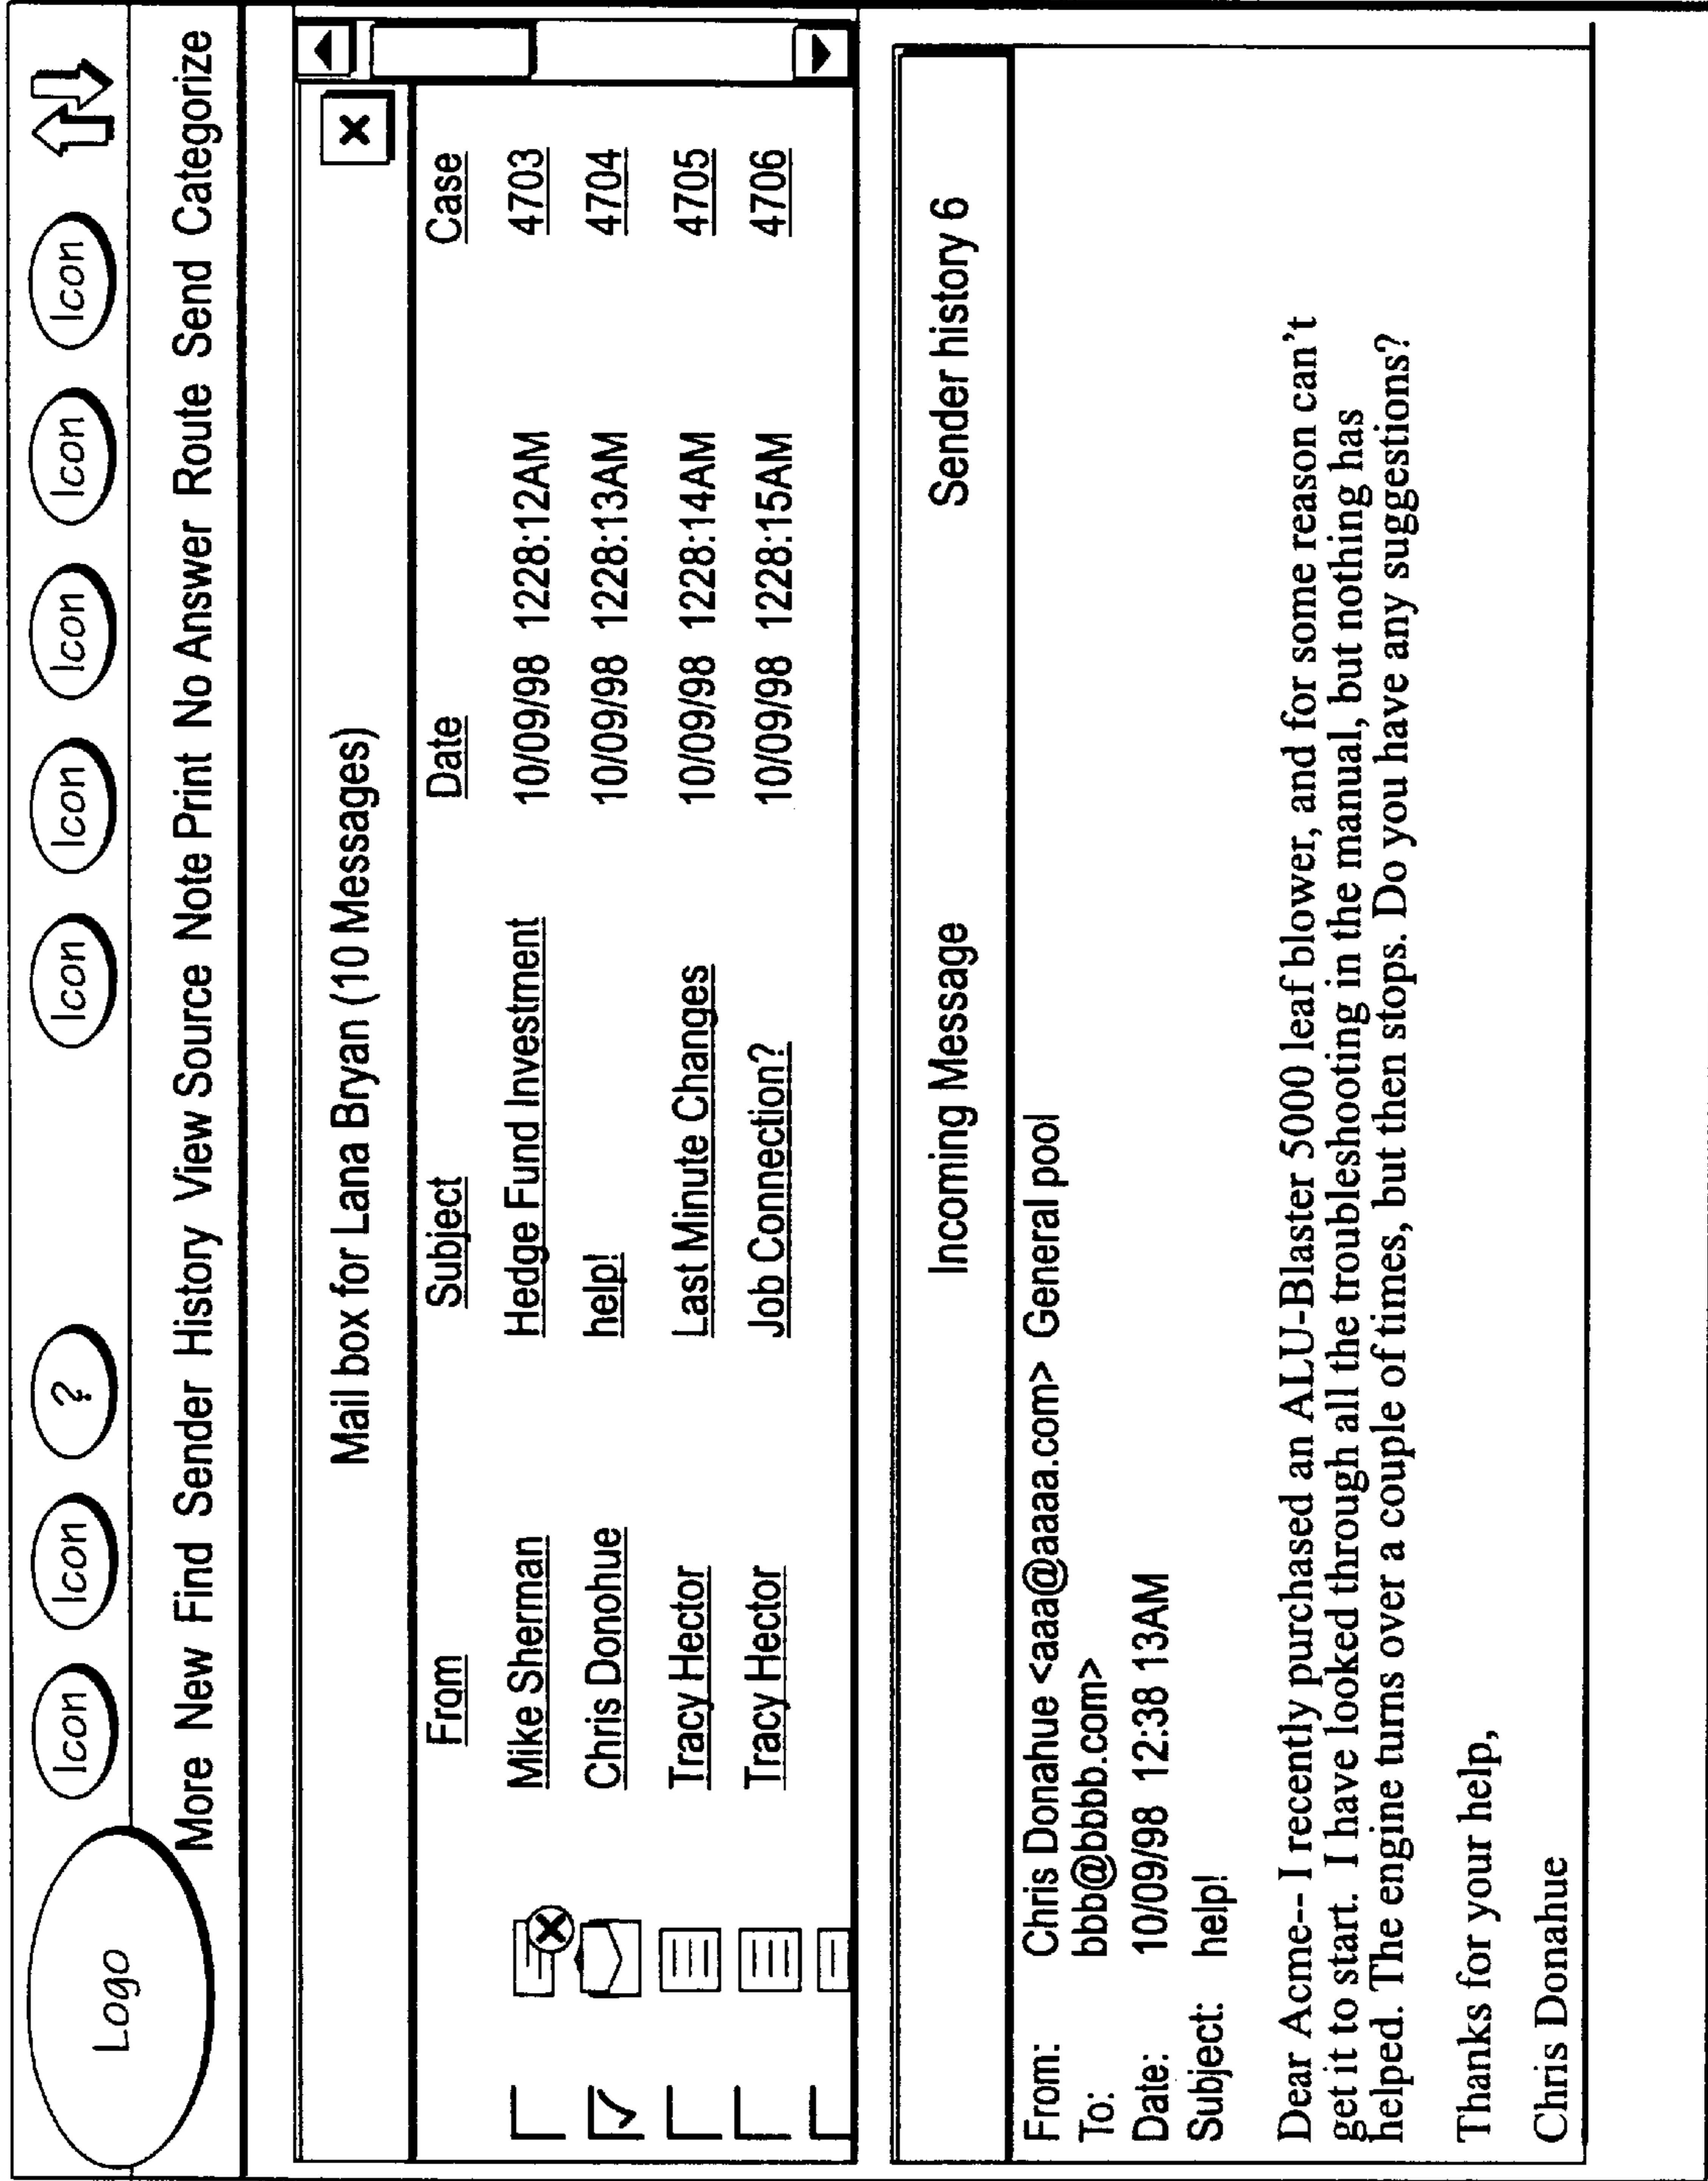 Logo Icon Icon ? Icon Icon Icon Icon Icon
More New Find Sender History View Source Note Print No Answer Route Send Categorize
Mail box for Lana Bryan (10 Messages)
From Subject Date Case
Mike Sherman Hedge Fund Investment 10/09/98 1228:12AM 4703
Chris Donohue help! 10/09/98 1228:13AM 4704
Tracy Hector Last Minute Changes 10/09/98 1228:14AM 4705
Tracy Hector Job Connection? 10/09/98 1228:15AM 4706
Incoming Message Sender history 6
From: Chris Donahue <aaa@aaaa.com> General pool
To: bbb@bbbb.com>
Date: 10/09/98 12:38 13AM
Subject: help!
Dear Acme-- I recently purchased an ALU-Blaster 5000 leaf blower, and for some reason can't
get it to start. I have looked through all the troubleshooting in the manual, but nothing has
helped. The engine turns over a couple of times, but then stops. Do you have any suggestions?
Thanks for your help,
Chris Donahue